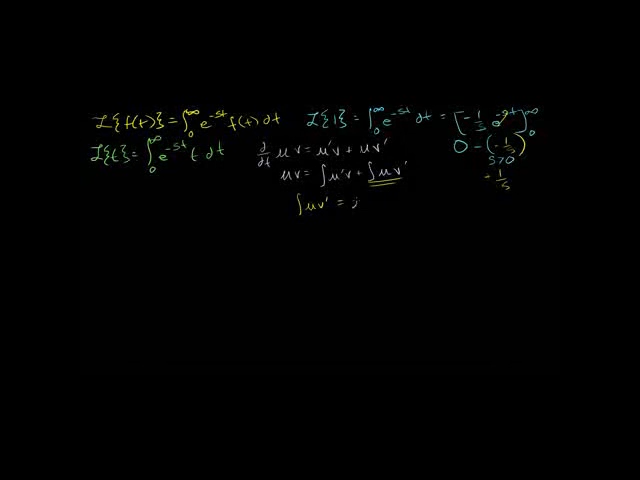 ℒ{f(t)} = ∫₀^∞ e^{-st} f(t) dt
ℒ{1} = ∫₀^∞ e^{-st} dt = [-1/s e^{-st}]₀^∞
0 - (-1/s)
s>0
= 1/s
ℒ{t} = ∫₀^∞ e^{-st} t dt
d/dt uv = u'v + uv'
uv = ∫u'v + ∫uv'
∫uv' =